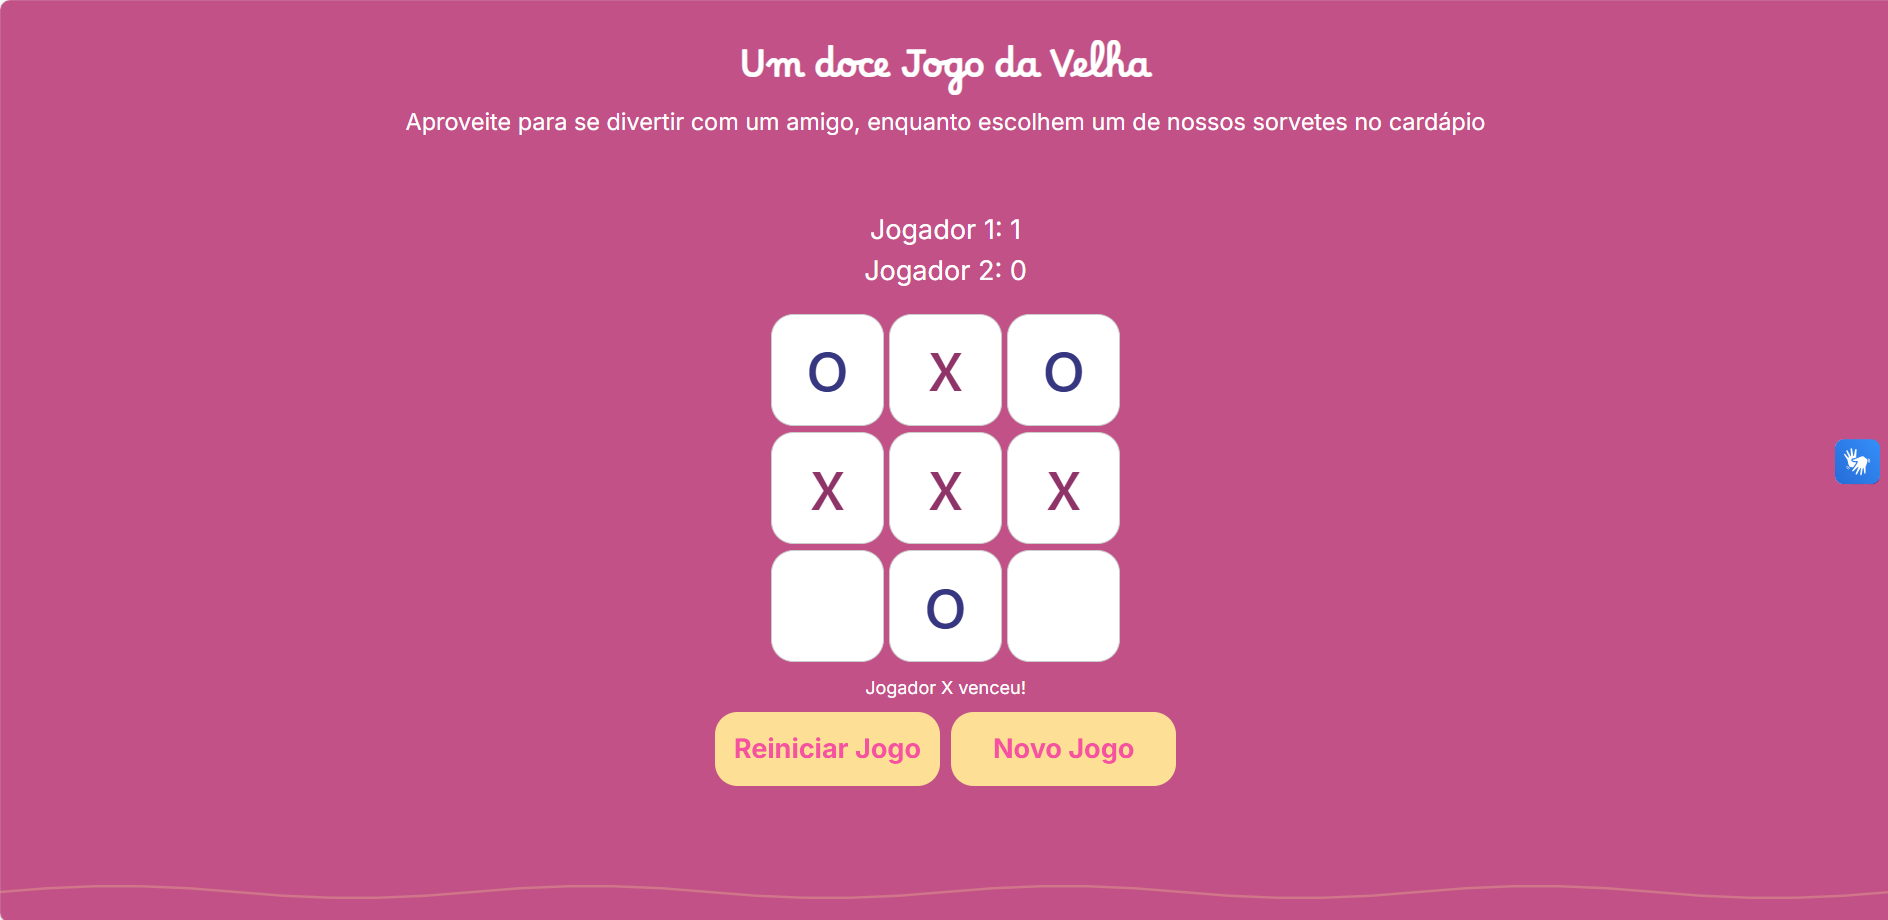 Um doce Jogo da Velha
Aproveite para se divertir com um amigo, enquanto escolhem um de nossos sorvetes no cardápio
Jogador 1: 1
Jogador 2: 0
O X O
X X X
O
Jogador X venceu!
Reiniciar Jogo Novo Jogo